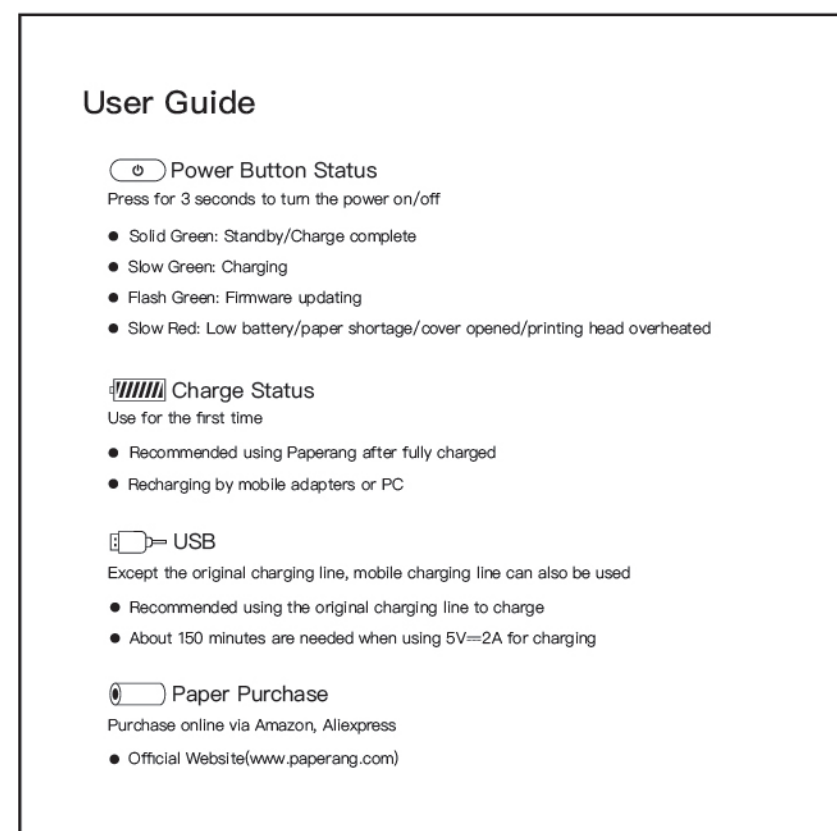 User Guide
Power Button Status
Press for 3 seconds to turn the power on/off
● Solid Green: Standby/Charge complete
● Slow Green: Charging
● Flash Green: Firmware updating
● Slow Red: Low battery/paper shortage/cover opened/printing head overheated
Charge Status
Use for the first time
● Recommended using Paperang after fully charged
● Recharging by mobile adapters or PC
USB
Except the original charging line, mobile charging line can also be used
● Recommended using the original charging line to charge
● About 150 minutes are needed when using 5V⎓2A for charging
Paper Purchase
Purchase online via Amazon, Aliexpress
● Official Website(www.paperang.com)